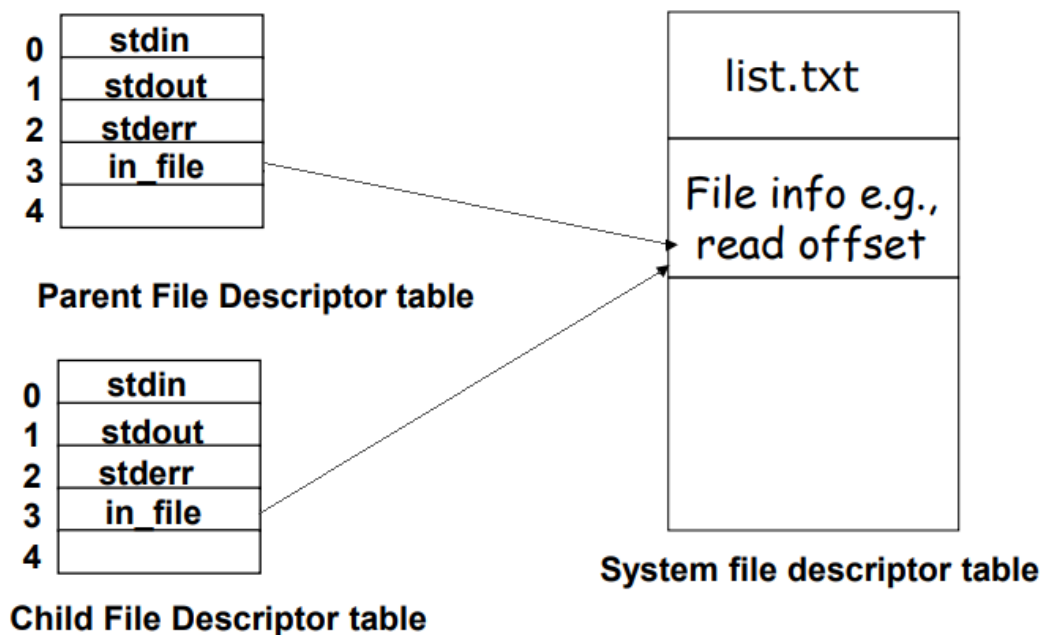 0 stdin
1 stdout
2 stderr
3 in_file
4
Parent File Descriptor table
0 stdin
1 stdout
2 stderr
3 in_file
4
Child File Descriptor table
list.txt
File info e.g.,
read offset
System file descriptor table